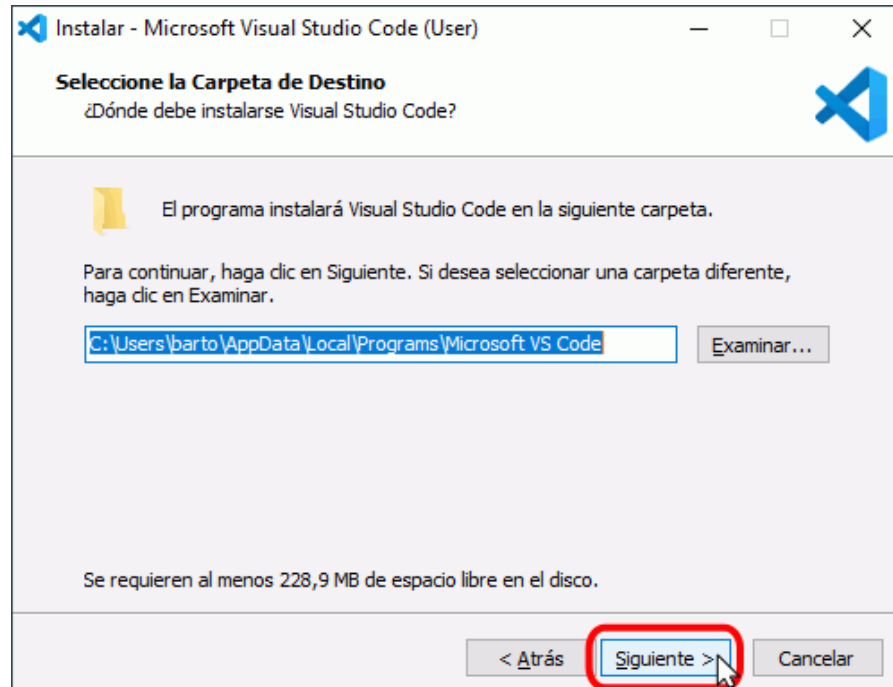 Instalar - Microsoft Visual Studio Code (User)
Seleccione la Carpeta de Destino
¿Dónde debe instalarse Visual Studio Code?
El programa instalará Visual Studio Code en la siguiente carpeta.
Para continuar, haga clic en Siguiente. Si desea seleccionar una carpeta diferente,
haga clic en Examinar.
C:\Users\barto\AppData\Local\Programs\Microsoft VS Code
Examinar...
Se requieren al menos 228,9 MB de espacio libre en el disco.
< Atrás
Siguiente >
Cancelar